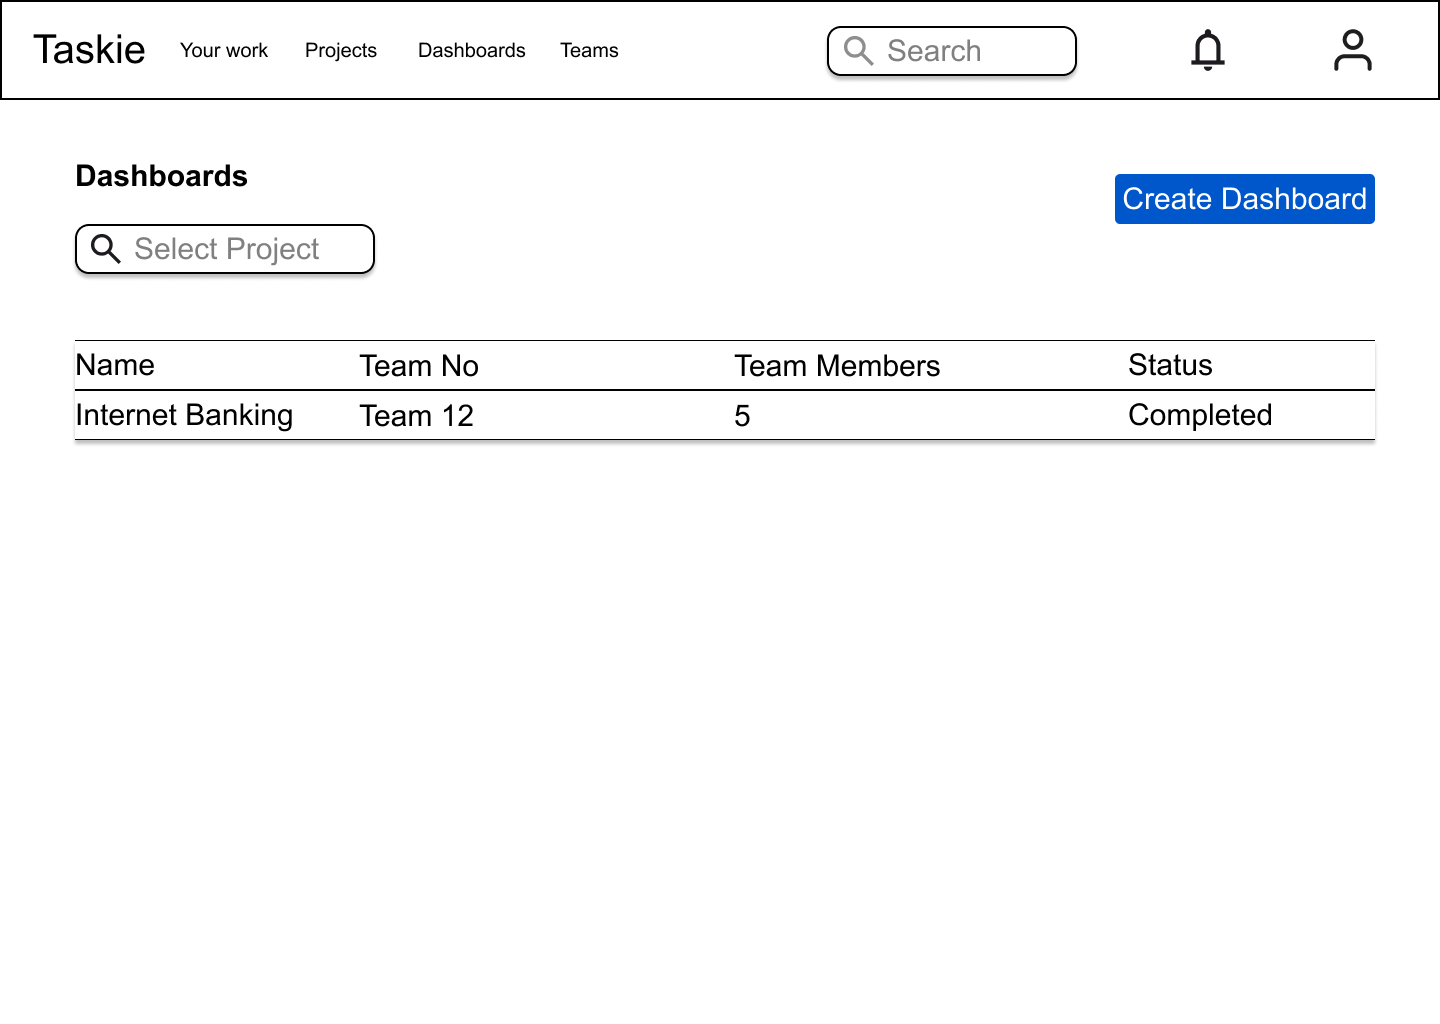 Taskie Your work Projects Dashboards Teams Search
Dashboards
Create Dashboard
Select Project
Name Team No Team Members Status
Internet Banking Team 12 5 Completed